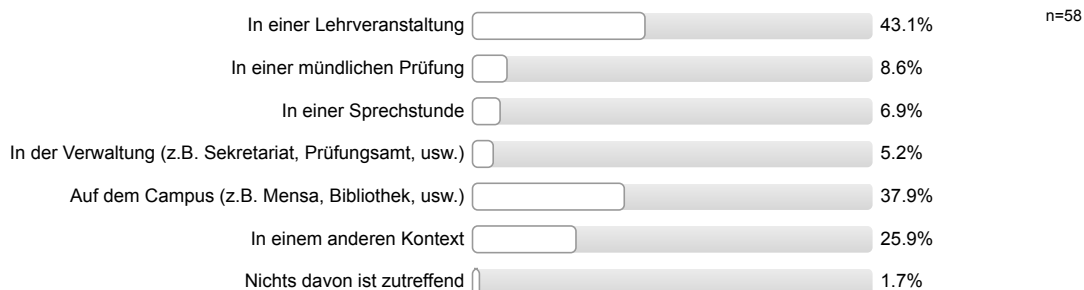 In einer Lehrveranstaltung 43.1% n=58
In einer mündlichen Prüfung 8.6%
In einer Sprechstunde 6.9%
In der Verwaltung (z.B. Sekretariat, Prüfungsamt, usw.) 5.2%
Auf dem Campus (z.B. Mensa, Bibliothek, usw.) 37.9%
In einem anderen Kontext 25.9%
Nichts davon ist zutreffend 1.7%